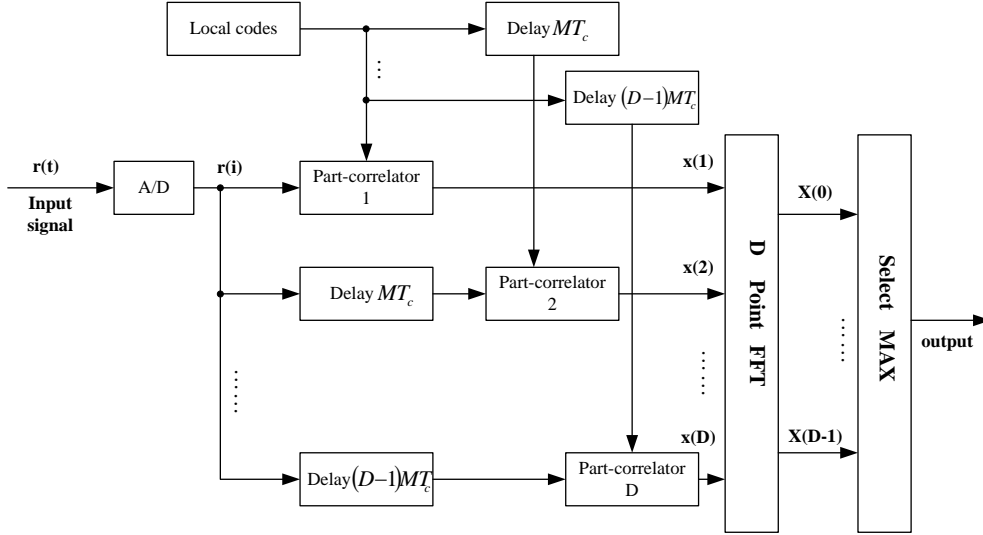 Local codes
Delay MT_c
Delay (D−1)MT_c
r(t)
Input
signal
A/D
r(i)
Part-correlator
1
x(1)
X(0)
Delay MT_c
Part-correlator
2
x(2)
D Point FFT
Select MAX
output
Delay(D−1)MT_c
Part-correlator
D
x(D)
X(D-1)